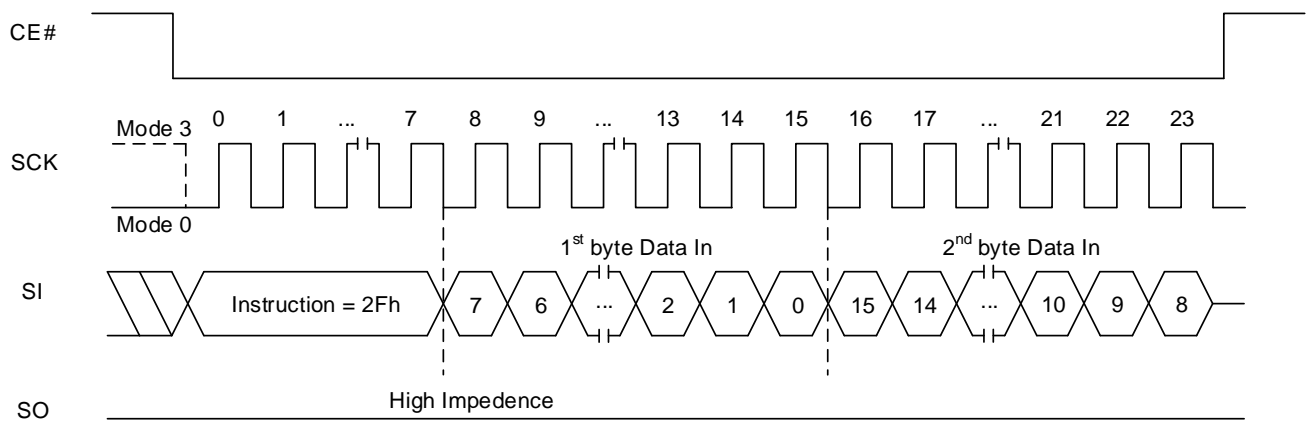 CE#
0 1 ... 7 8 9 ... 13 14 15 16 17 ... 21 22 23
Mode 3
SCK
Mode 0
1st byte Data In 2nd byte Data In
SI Instruction = 2Fh 7 6 ... 2 1 0 15 14 ... 10 9 8
High Impedence
SO